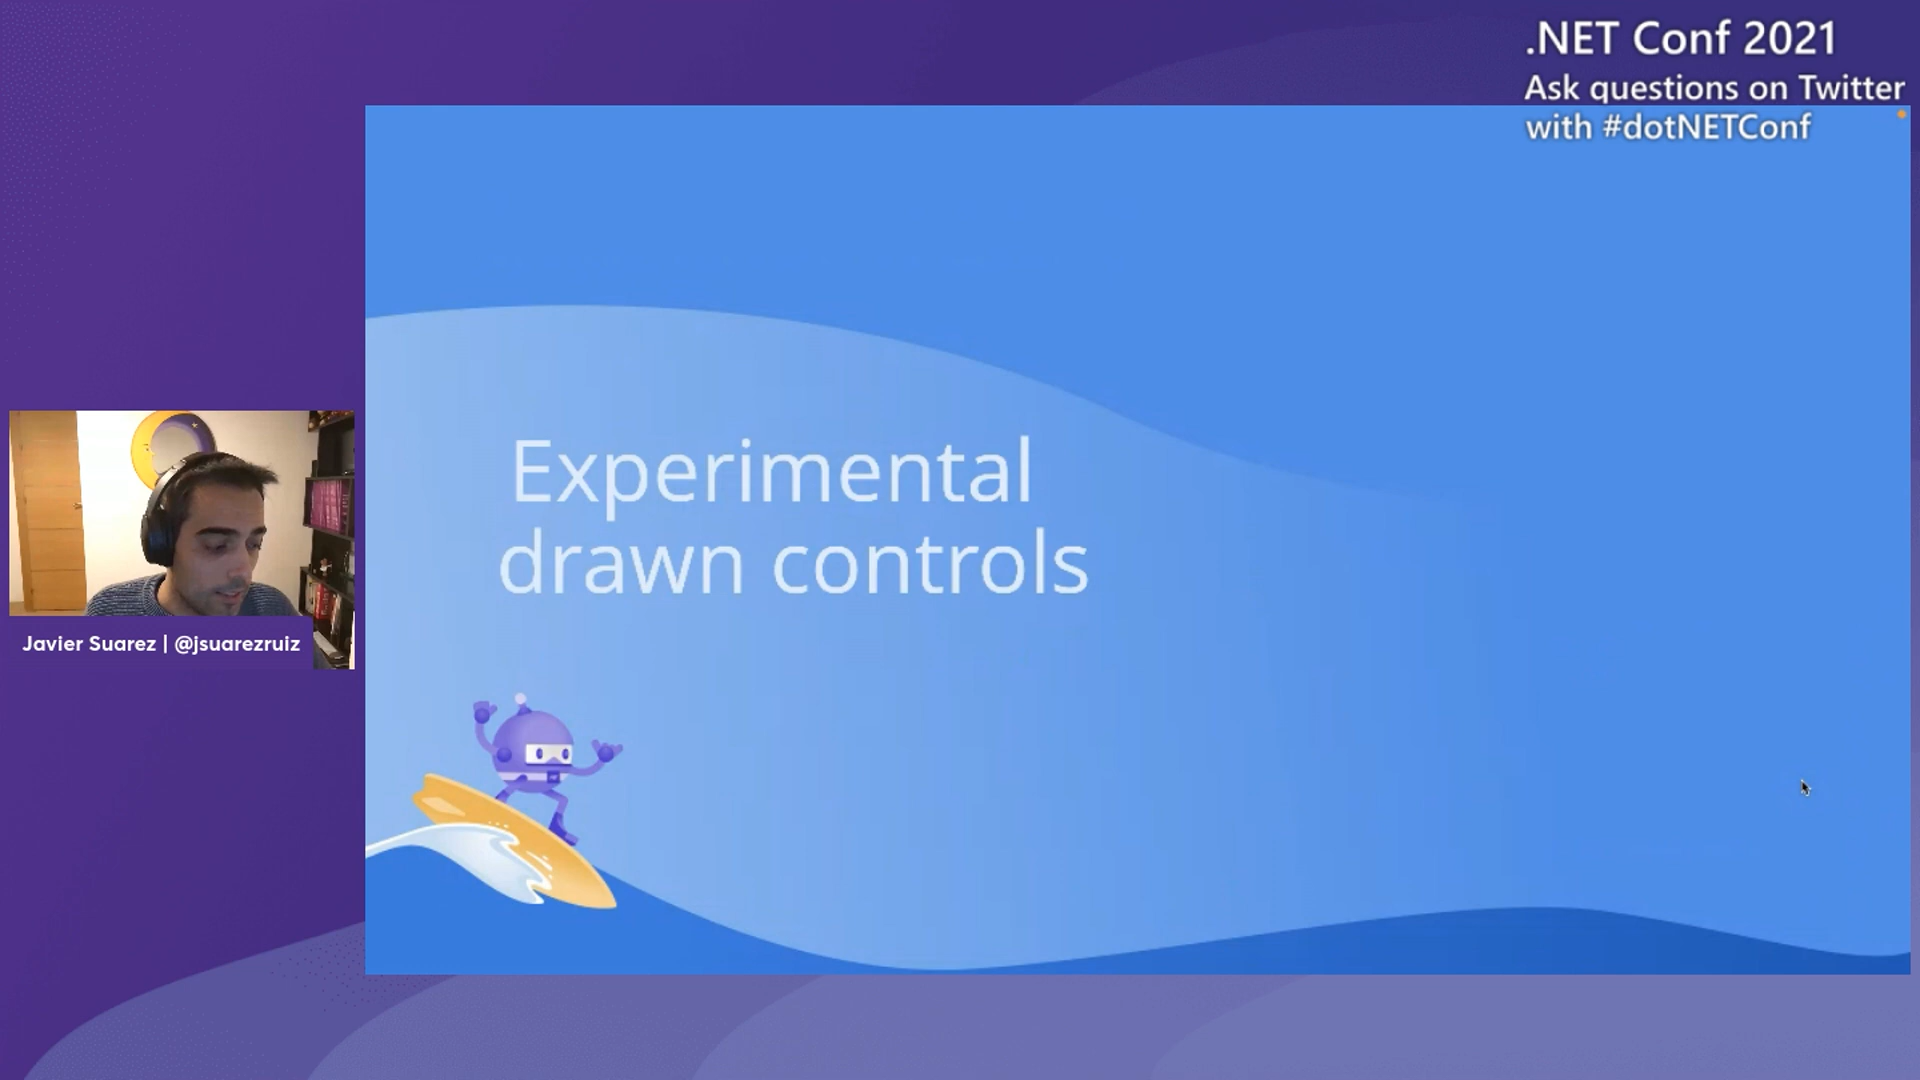 .NET Conf 2021
Ask questions on Twitter
with #dotNETConf
Experimental
drawn controls
Javier Suarez | @jsuarezruiz